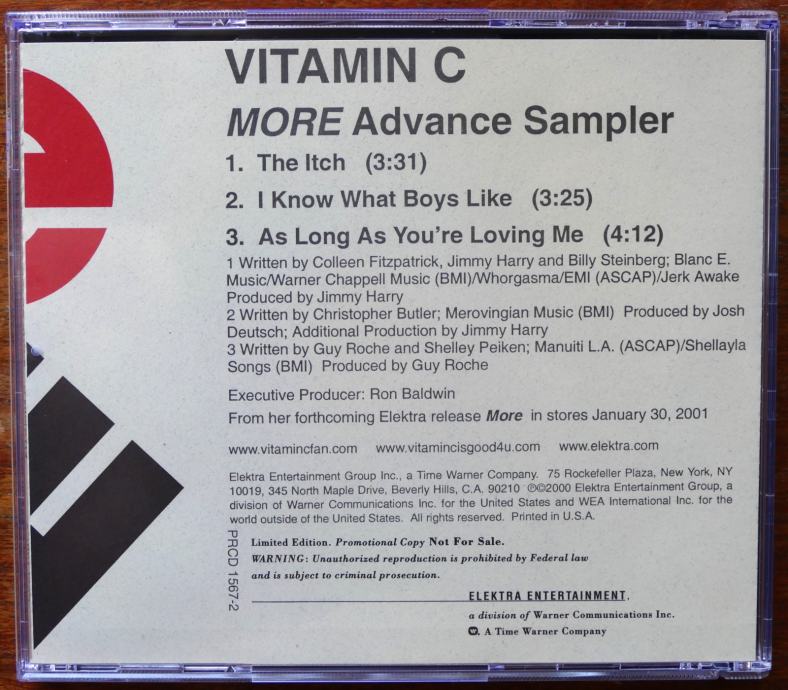 VITAMIN C
MORE Advance Sampler
1. The Itch (3:31)
2. I Know What Boys Like (3:25)
3. As Long As You're Loving Me (4:12)
1 Written by Colleen Fitzpatrick, Jimmy Harry and Billy Steinberg; Blanc E.
Music/Warner Chappell Music (BMI)/Whorgasma/EMI (ASCAP)/Jerk Awake
Produced by Jimmy Harry
2 Written by Christopher Butler; Merovingian Music (BMI) Produced by Josh
Deutsch; Additional Production by Jimmy Harry
3 Written by Guy Roche and Shelley Peiken; Manuiti L.A. (ASCAP)/Shellayla
Songs (BMI) Produced by Guy Roche
Executive Producer: Ron Baldwin
From her forthcoming Elektra release More in stores January 30, 2001
www.vitamincfan.com www.vitamincisgood4u.com www.elektra.com
Elektra Entertainment Group Inc., a Time Warner Company. 75 Rockefeller Plaza, New York, NY
10019, 345 North Maple Drive, Beverly Hills, C.A. 90210 ℗©2000 Elektra Entertainment Group, a
division of Warner Communications Inc. for the United States and WEA International Inc. for the
world outside of the United States. All rights reserved. Printed in U.S.A.
PRCD 1567-2
Limited Edition. Promotional Copy Not For Sale.
WARNING: Unauthorized reproduction is prohibited by Federal law
and is subject to criminal prosecution.
ELEKTRA ENTERTAINMENT.
a division of Warner Communications Inc.
A Time Warner Company